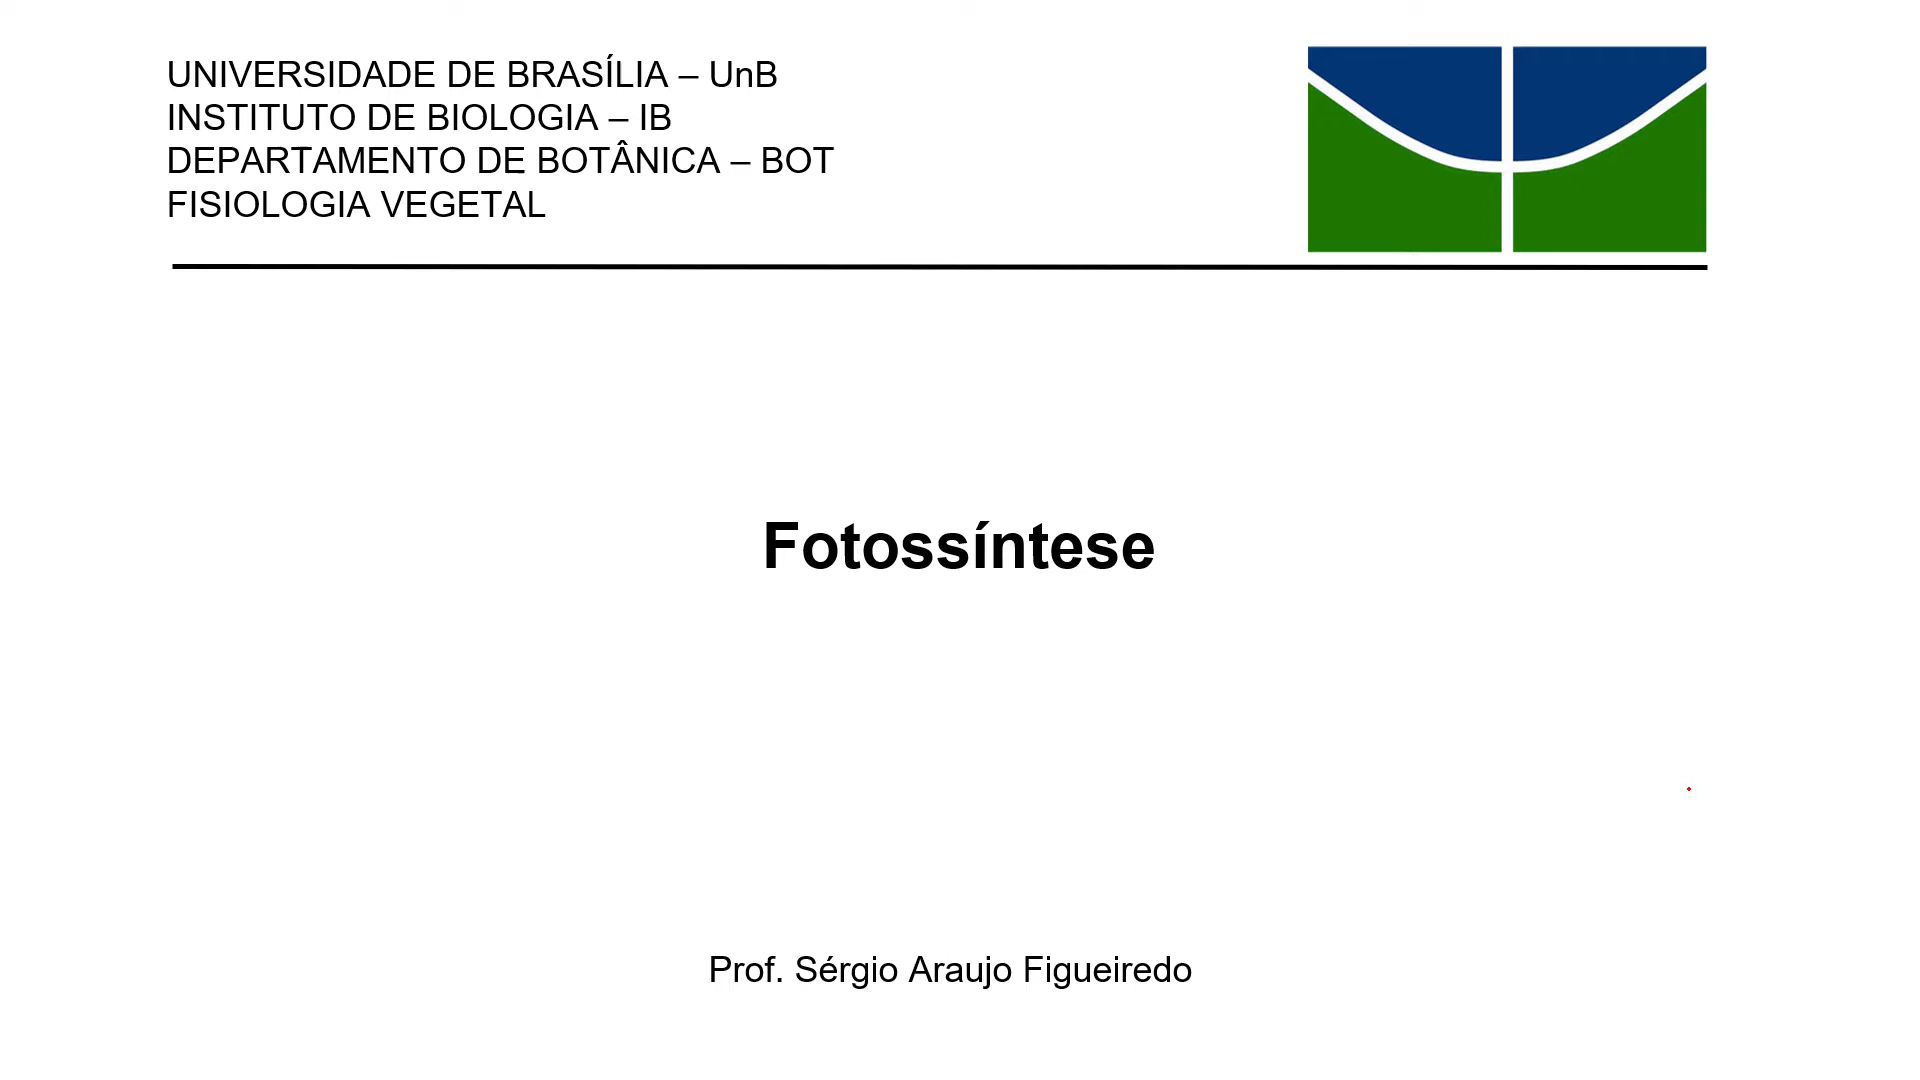 UNIVERSIDADE DE BRASÍLIA – UnB
INSTITUTO DE BIOLOGIA – IB
DEPARTAMENTO DE BOTÂNICA – BOT
FISIOLOGIA VEGETAL
Fotossíntese
Prof. Sérgio Araujo Figueiredo